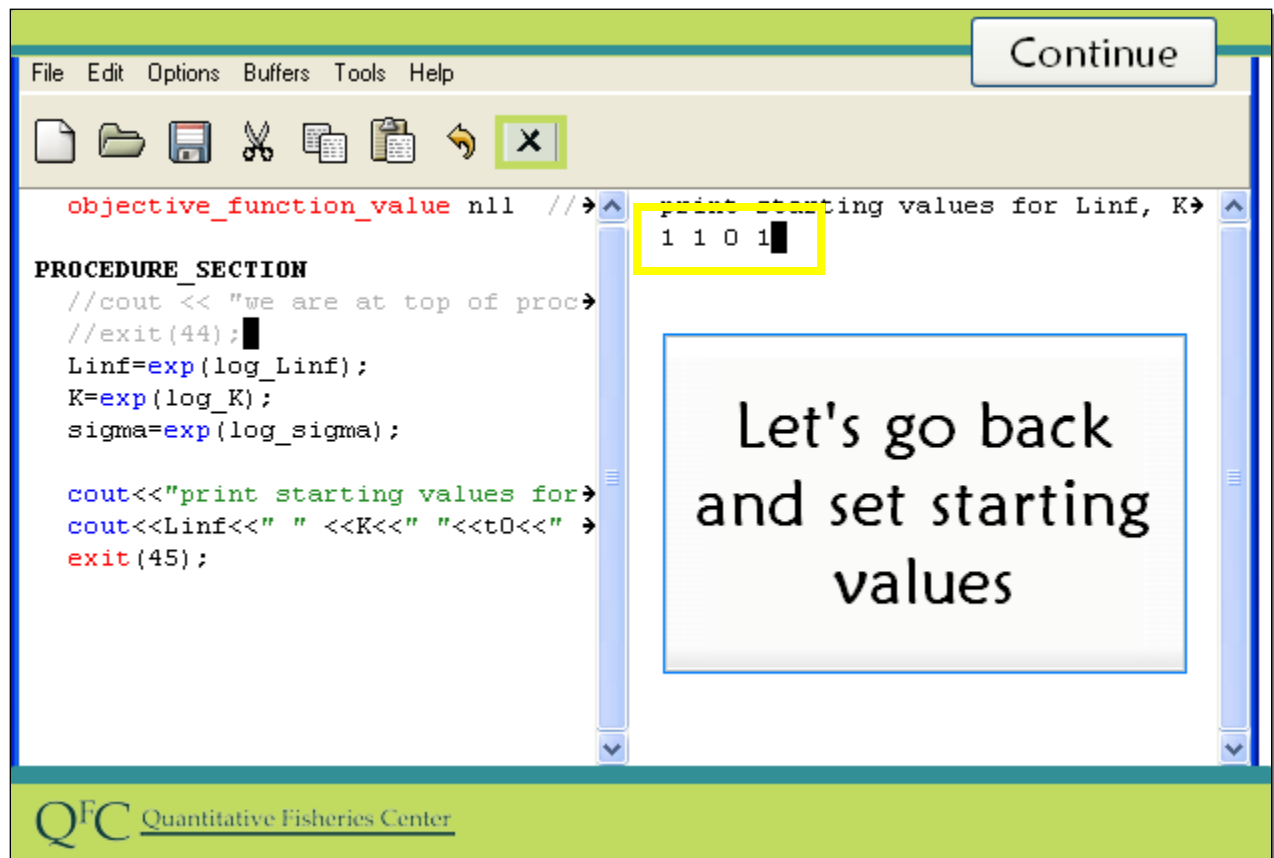 Continue
File Edit Options Buffers Tools Help
objective_function_value nll //
PROCEDURE_SECTION
//cout << "we are at top of proc
//exit(44);
Linf=exp(log_Linf);
K=exp(log_K);
sigma=exp(log_sigma);
cout<<"print starting values for
cout<<Linf<<" " <<K<<" "<<t0<<"
exit(45);
print starting values for Linf, K
1 1 0 1
Let's go back
and set starting
values
QFC Quantitative Fisheries Center